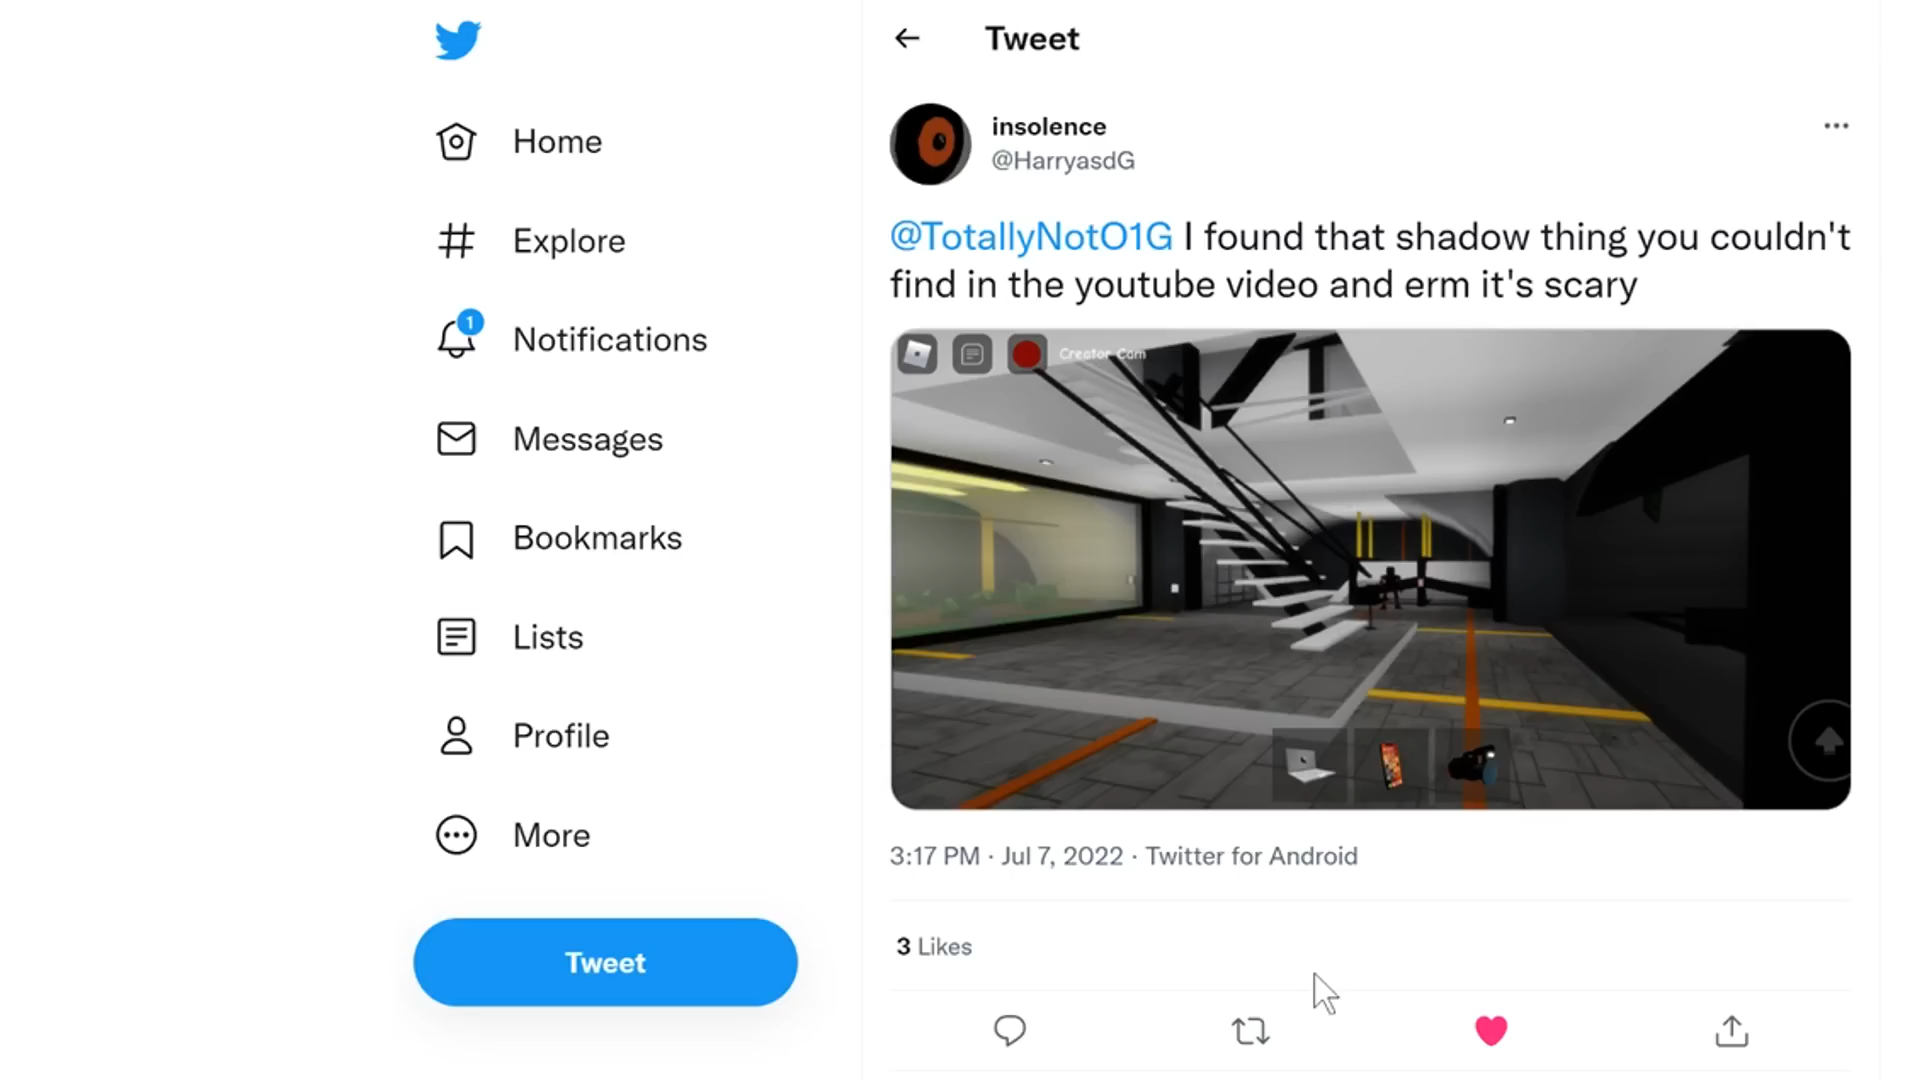 Tweet
insolence
@HarryasdG
@TotallyNotO1G I found that shadow thing you couldn't
find in the youtube video and erm it's scary
Creator Cam
3:17 PM · Jul 7, 2022 · Twitter for Android
3 Likes
Home
Explore
1
Notifications
Messages
Bookmarks
Lists
Profile
More
Tweet